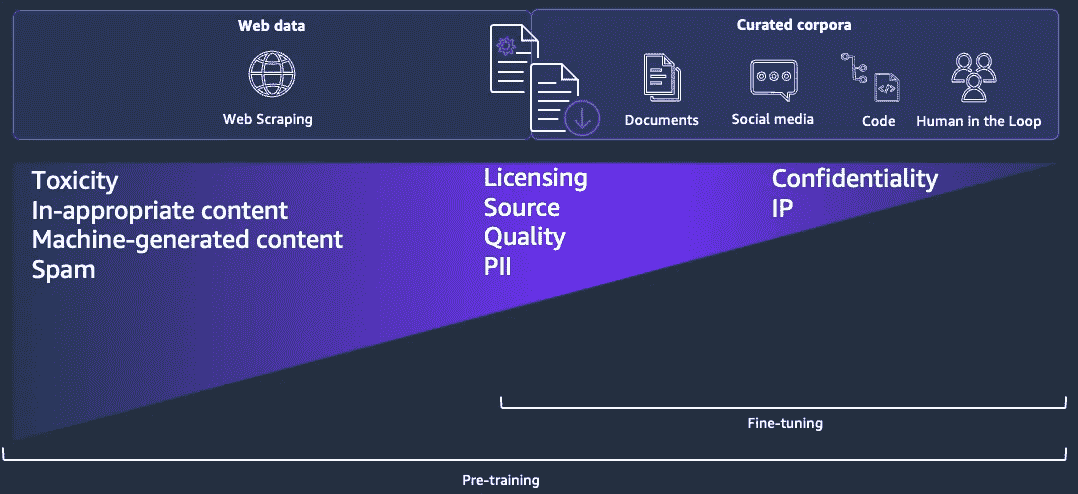 Web data
Web Scraping
Curated corpora
Documents
Social media
Code
Human in the Loop
Toxicity
In-appropriate content
Machine-generated content
Spam
Licensing
Source
Quality
PII
Confidentiality
IP
Fine-tuning
Pre-training